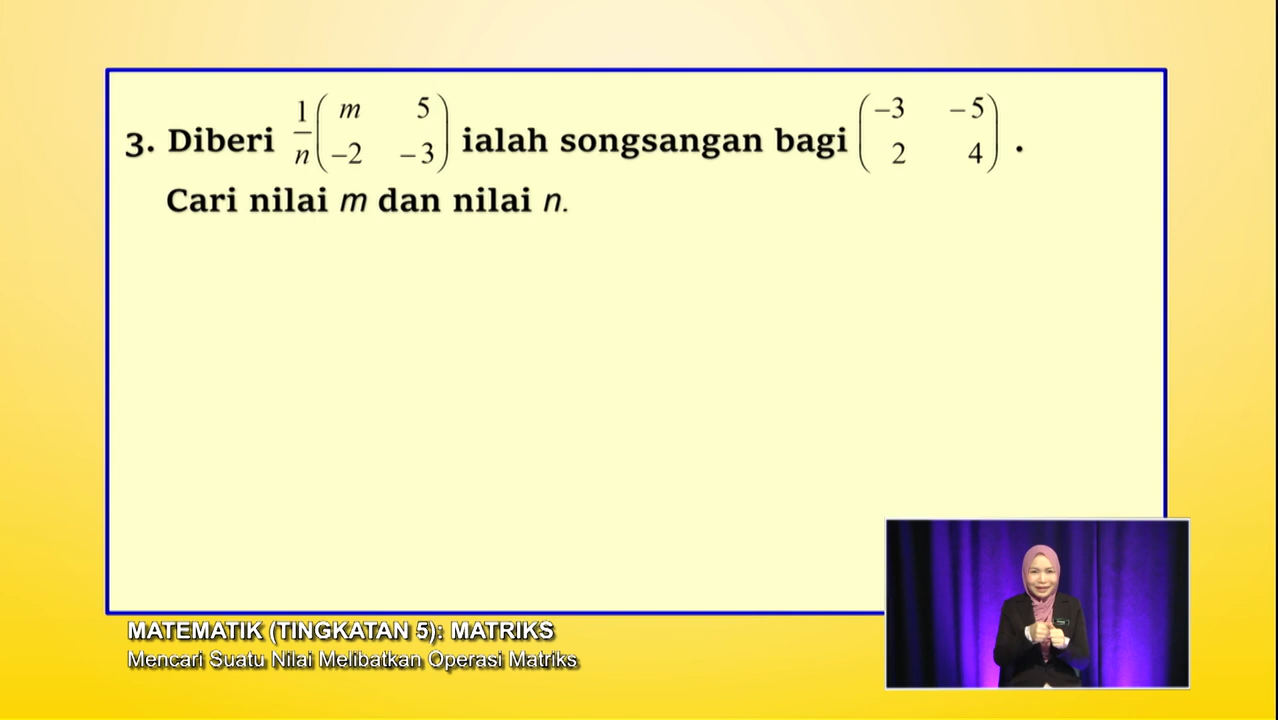 3. Diberi 1/n (m 5; −2 −3) ialah songsangan bagi (−3 −5; 2 4) .
Cari nilai m dan nilai n.
MATEMATIK (TINGKATAN 5): MATRIKS
Mencari Suatu Nilai Melibatkan Operasi Matriks